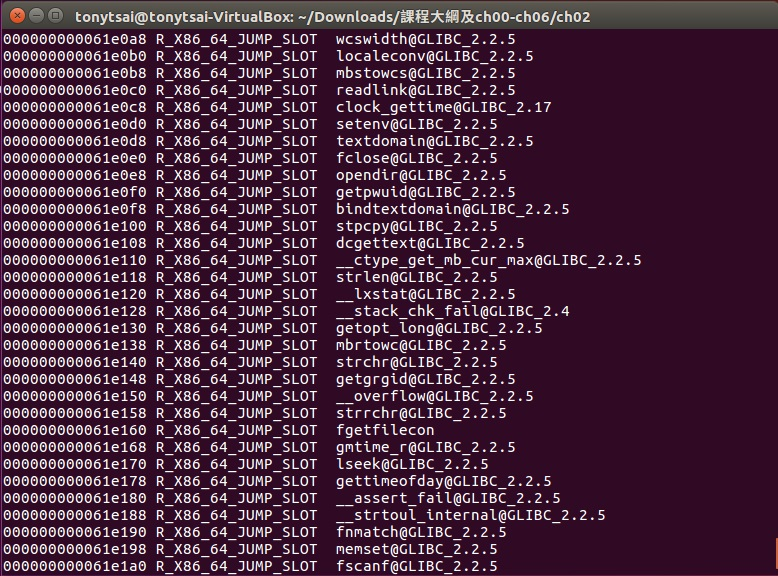 tonytsai@tonytsai-VirtualBox: ~/Downloads/課程大綱及ch00-ch06/ch02
000000000061e0a8 R_X86_64_JUMP_SLOT  wcswidth@GLIBC_2.2.5
000000000061e0b0 R_X86_64_JUMP_SLOT  localeconv@GLIBC_2.2.5
000000000061e0b8 R_X86_64_JUMP_SLOT  mbstowcs@GLIBC_2.2.5
000000000061e0c0 R_X86_64_JUMP_SLOT  readlink@GLIBC_2.2.5
000000000061e0c8 R_X86_64_JUMP_SLOT  clock_gettime@GLIBC_2.17
000000000061e0d0 R_X86_64_JUMP_SLOT  setenv@GLIBC_2.2.5
000000000061e0d8 R_X86_64_JUMP_SLOT  textdomain@GLIBC_2.2.5
000000000061e0e0 R_X86_64_JUMP_SLOT  fclose@GLIBC_2.2.5
000000000061e0e8 R_X86_64_JUMP_SLOT  opendir@GLIBC_2.2.5
000000000061e0f0 R_X86_64_JUMP_SLOT  getpwuid@GLIBC_2.2.5
000000000061e0f8 R_X86_64_JUMP_SLOT  bindtextdomain@GLIBC_2.2.5
000000000061e100 R_X86_64_JUMP_SLOT  stpcpy@GLIBC_2.2.5
000000000061e108 R_X86_64_JUMP_SLOT  dcgettext@GLIBC_2.2.5
000000000061e110 R_X86_64_JUMP_SLOT  __ctype_get_mb_cur_max@GLIBC_2.2.5
000000000061e118 R_X86_64_JUMP_SLOT  strlen@GLIBC_2.2.5
000000000061e120 R_X86_64_JUMP_SLOT  __lxstat@GLIBC_2.2.5
000000000061e128 R_X86_64_JUMP_SLOT  __stack_chk_fail@GLIBC_2.4
000000000061e130 R_X86_64_JUMP_SLOT  getopt_long@GLIBC_2.2.5
000000000061e138 R_X86_64_JUMP_SLOT  mbrtowc@GLIBC_2.2.5
000000000061e140 R_X86_64_JUMP_SLOT  strchr@GLIBC_2.2.5
000000000061e148 R_X86_64_JUMP_SLOT  getgrgid@GLIBC_2.2.5
000000000061e150 R_X86_64_JUMP_SLOT  __overflow@GLIBC_2.2.5
000000000061e158 R_X86_64_JUMP_SLOT  strrchr@GLIBC_2.2.5
000000000061e160 R_X86_64_JUMP_SLOT  fgetfilecon
000000000061e168 R_X86_64_JUMP_SLOT  gmtime_r@GLIBC_2.2.5
000000000061e170 R_X86_64_JUMP_SLOT  lseek@GLIBC_2.2.5
000000000061e178 R_X86_64_JUMP_SLOT  gettimeofday@GLIBC_2.2.5
000000000061e180 R_X86_64_JUMP_SLOT  __assert_fail@GLIBC_2.2.5
000000000061e188 R_X86_64_JUMP_SLOT  __strtoul_internal@GLIBC_2.2.5
000000000061e190 R_X86_64_JUMP_SLOT  fnmatch@GLIBC_2.2.5
000000000061e198 R_X86_64_JUMP_SLOT  memset@GLIBC_2.2.5
000000000061e1a0 R_X86_64_JUMP_SLOT  fscanf@GLIBC_2.2.5